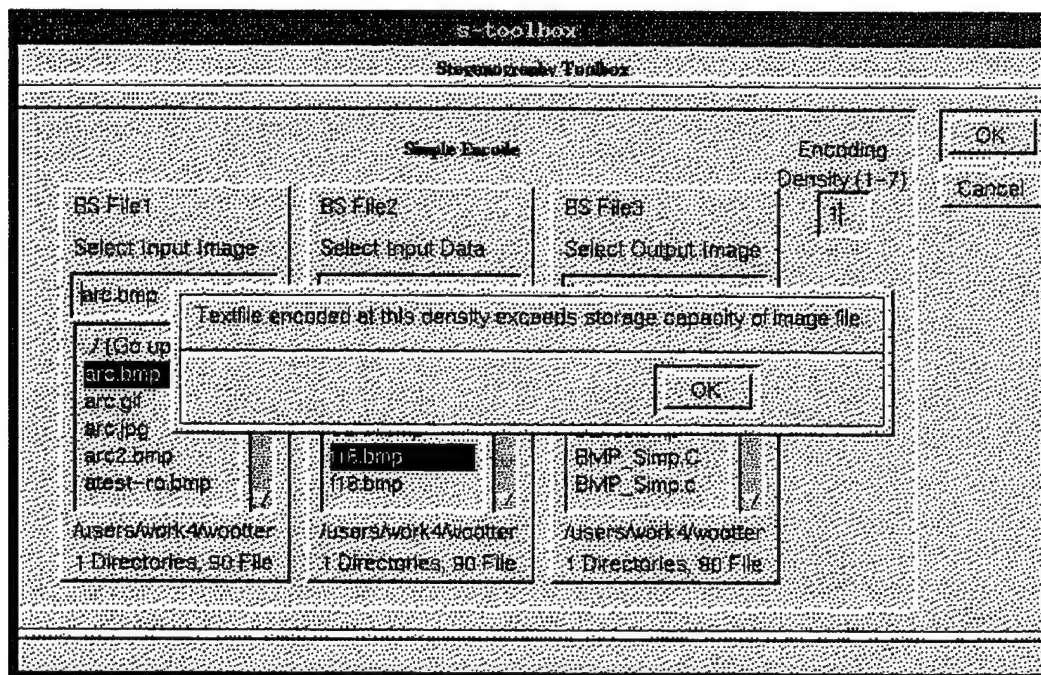 s-toolbox
Steganography Toolbox
Simple Encode
Encoding
Density (1-7)
1
OK
Cancel
BS File1
Select Input Image
arc.bmp
../ (Go up
arc.bmp
arc.gif
arc.jpg
arc2.bmp
atest-ro.bmp
/users/work4/wootter
1 Directories, 90 File
BS File2
Select Input Data
f16.bmp
f18.bmp
/users/work4/wootter
1 Directories, 90 File
BS File3
Select Output Image
BMP_Simp.C
BMP_Simp.c
/users/work4/wootter
1 Directories, 90 File
Textfile encoded at this density exceeds storage capacity of image file.
OK